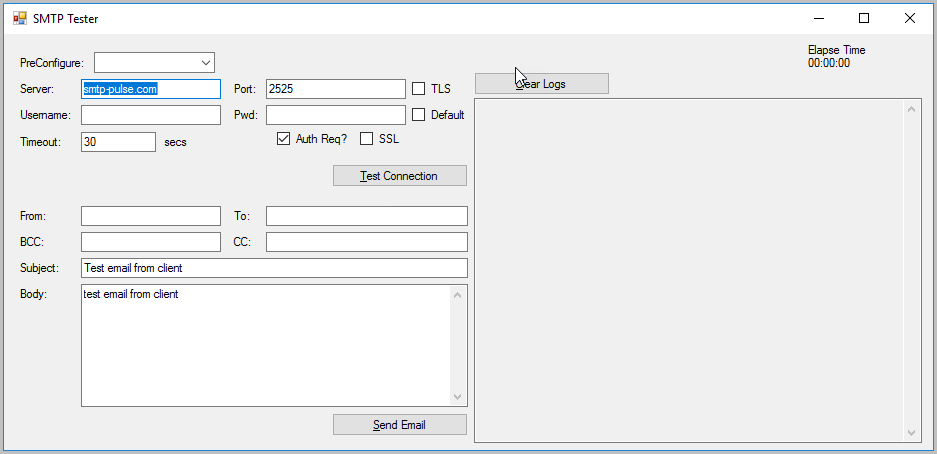 SMTP Tester
Elapse Time
00:00:00
PreConfigure:
Server: smtp-pulse.com Port: 2525 TLS
Username: Pwd: Default
Timeout: 30 secs Auth Req? SSL
Test Connection
From: To:
BCC: CC:
Subject: Test email from client
Body: test email from client
Send Email
ear Logs